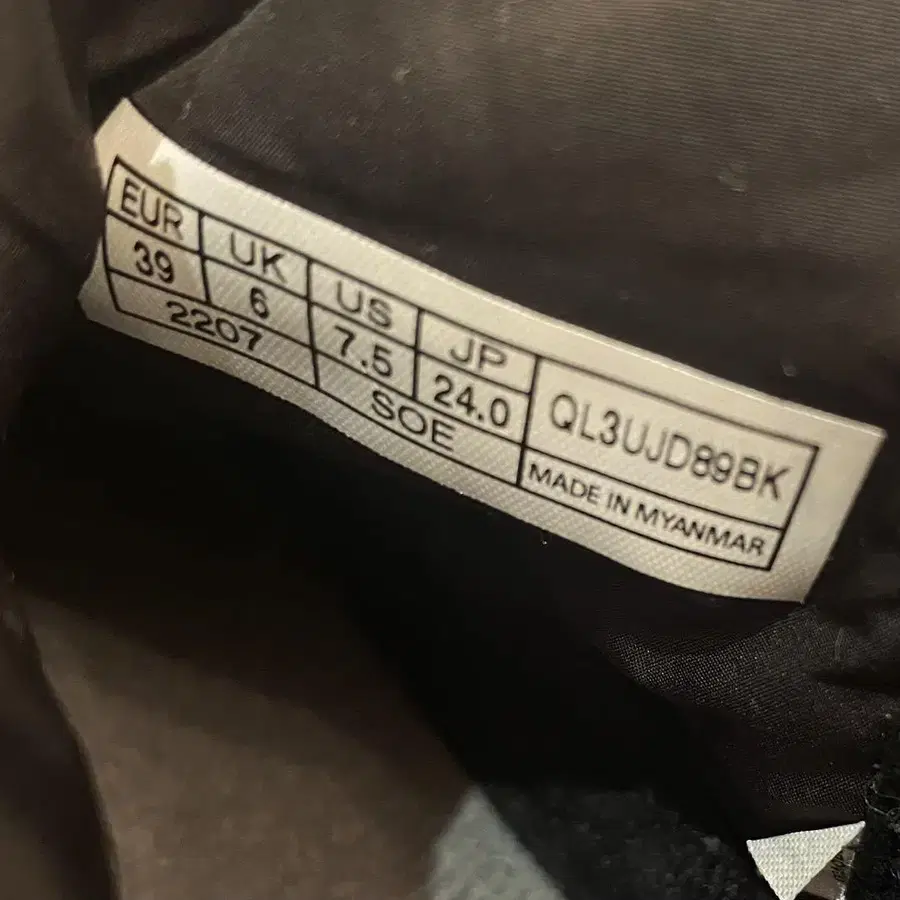 EUR UK US JP QL3UJD89BK
39 6 7.5 24.0
2207 SOE MADE IN MYANMAR